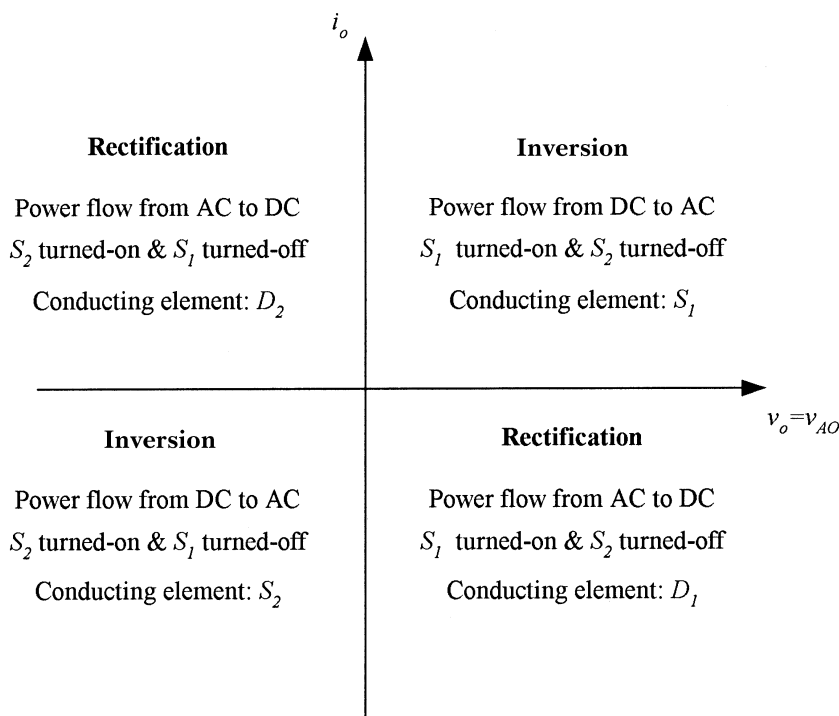 i_o
Rectification
Power flow from AC to DC
S_2 turned-on & S_1 turned-off
Conducting element: D_2
Inversion
Power flow from DC to AC
S_1 turned-on & S_2 turned-off
Conducting element: S_1
v_o=v_AO
Inversion
Power flow from DC to AC
S_2 turned-on & S_1 turned-off
Conducting element: S_2
Rectification
Power flow from AC to DC
S_1 turned-on & S_2 turned-off
Conducting element: D_1